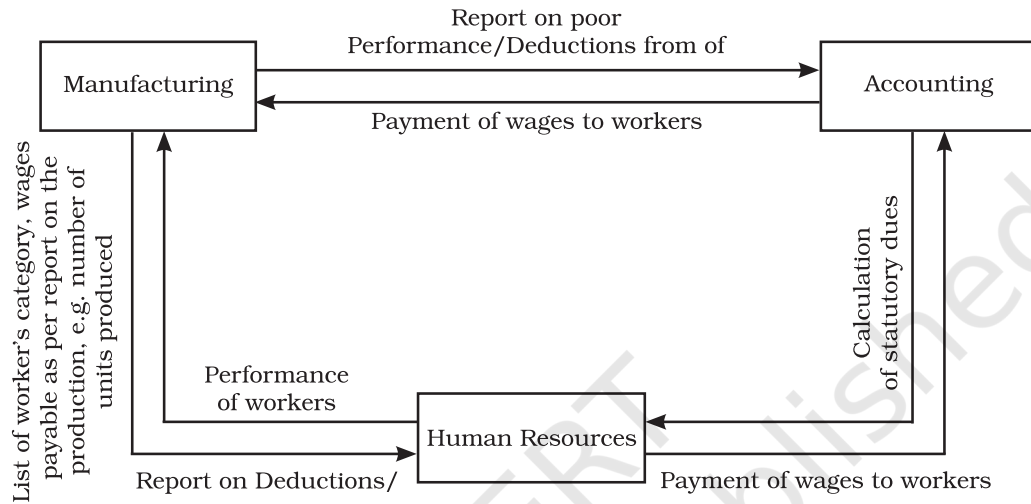 Report on poor
Performance/Deductions from of
Manufacturing
Accounting
Payment of wages to workers
List of worker's category, wages
payable as per report on the
production, e.g. number of
units produced
Calculation
of statutory dues
Performance
of workers
Human Resources
Report on Deductions/
Payment of wages to workers